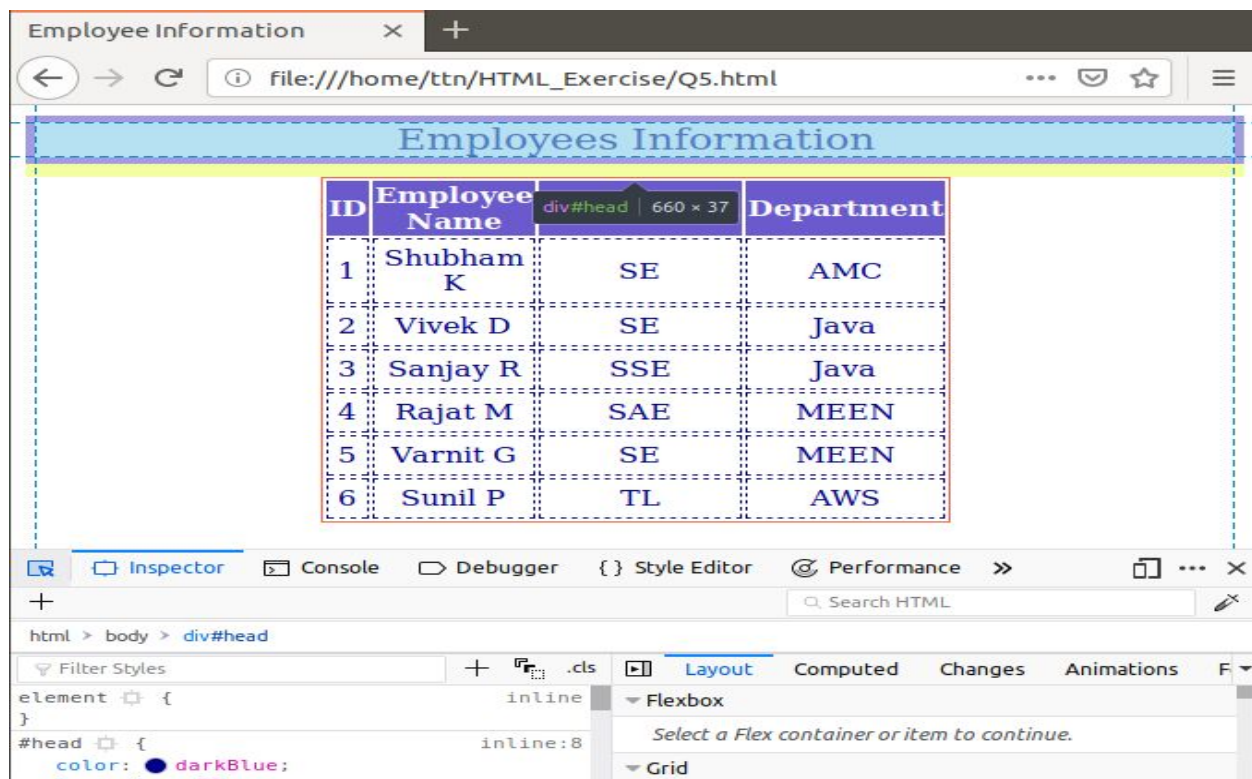 Employee Information × +
file:///home/ttn/HTML_Exercise/Q5.html
Employees Information
ID Employee Name Department
div#head | 660 × 37
1 Shubham K SE AMC
2 Vivek D SE Java
3 Sanjay R SSE Java
4 Rajat M SAE MEEN
5 Varnit G SE MEEN
6 Sunil P TL AWS
Inspector Console Debugger { } Style Editor Performance »
+ Search HTML
html > body > div#head
Filter Styles + .cls Layout Computed Changes Animations
element { inline
}
Flexbox
Select a Flex container or item to continue.
#head { inline:8
color: darkBlue;
Grid